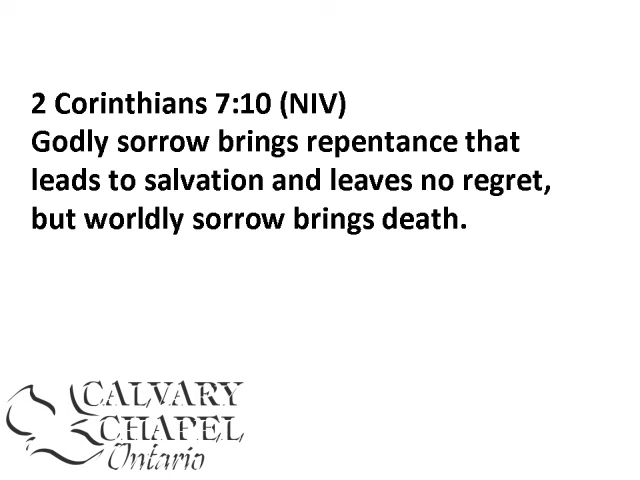 2 Corinthians 7:10 (NIV)
Godly sorrow brings repentance that
leads to salvation and leaves no regret,
but worldly sorrow brings death.
CALVARY
CHAPEL
Ontario